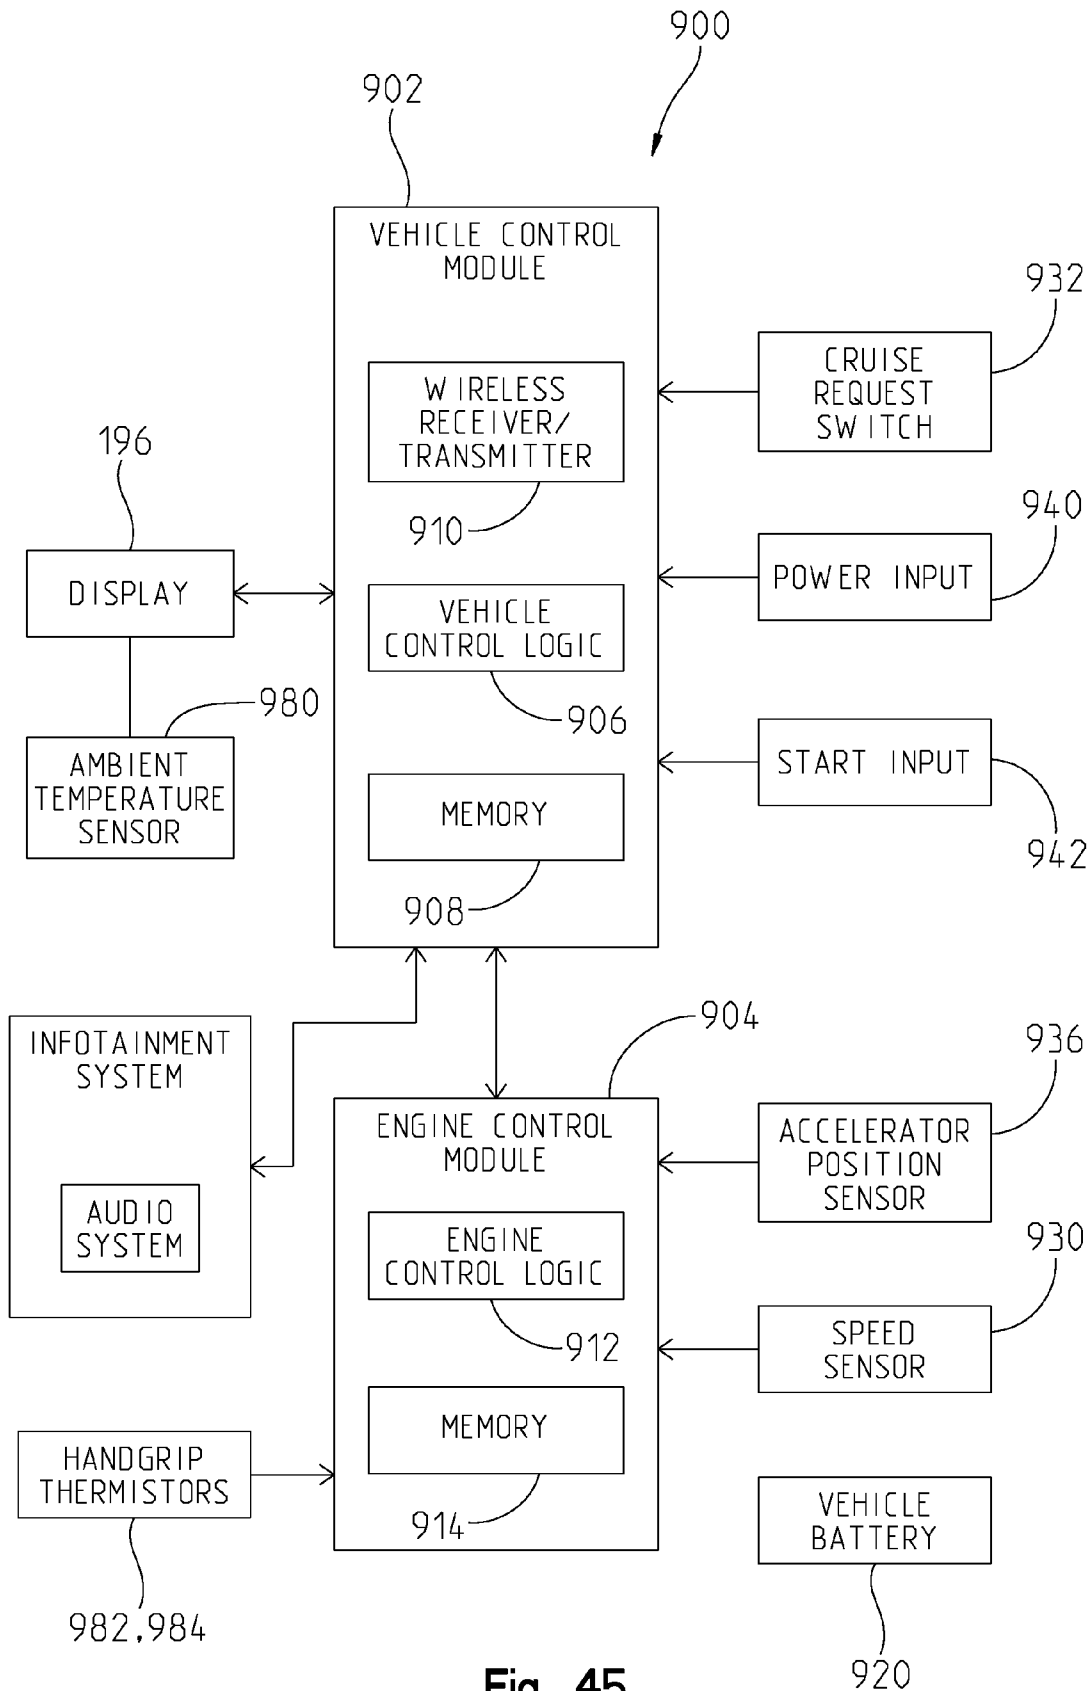 900
902
VEHICLE CONTROL
MODULE
932
CRUISE
REQUEST
SWITCH
WIRELESS
RECEIVER/
TRANSMITTER
196
910
940
DISPLAY
POWER INPUT
VEHICLE
CONTROL LOGIC
980
906
AMBIENT
TEMPERATURE
SENSOR
START INPUT
MEMORY
942
908
904
INFOTAINMENT
SYSTEM
936
ENGINE CONTROL
MODULE
ACCELERATOR
POSITION
SENSOR
AUDIO
SYSTEM
930
ENGINE
CONTROL LOGIC
912
SPEED
SENSOR
MEMORY
HANDGRIP
THERMISTORS
914
VEHICLE
BATTERY
982,984
920
Fig. 45